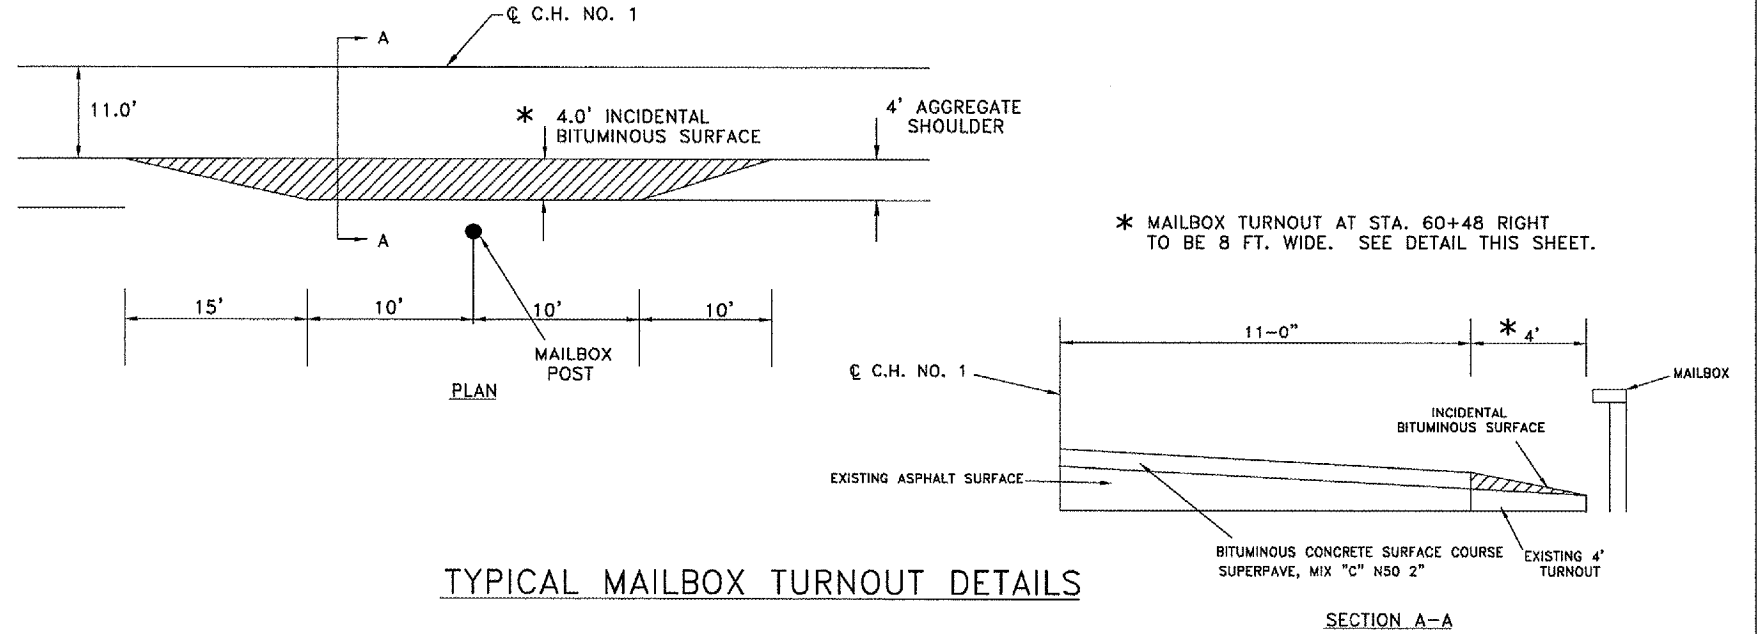 ℄ C.H. NO. 1
A
11.0'
* 4.0' INCIDENTAL
BITUMINOUS SURFACE
4' AGGREGATE
SHOULDER
A
* MAILBOX TURNOUT AT STA. 60+48 RIGHT
TO BE 8 FT. WIDE. SEE DETAIL THIS SHEET.
15'
10'
10'
10'
MAILBOX
POST
PLAN
11-0"
* 4'
℄ C.H. NO. 1
MAILBOX
INCIDENTAL
BITUMINOUS SURFACE
EXISTING ASPHALT SURFACE
BITUMINOUS CONCRETE SURFACE COURSE
SUPERPAVE, MIX "C" N50 2"
EXISTING 4'
TURNOUT
TYPICAL MAILBOX TURNOUT DETAILS
SECTION A-A